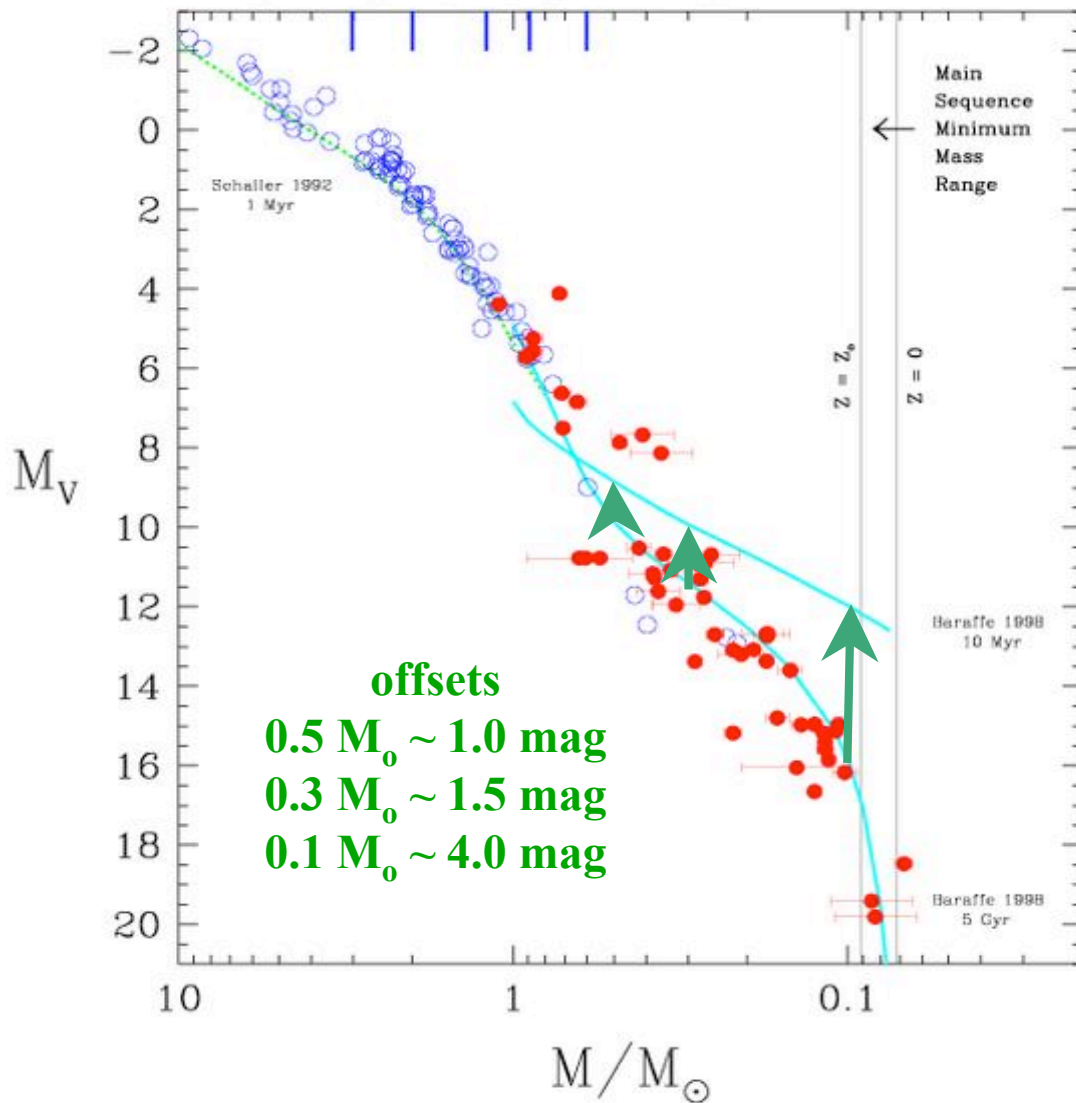 −2
0
2
4
6
8
10
12
14
16
18
20
M_V
Schaller 1992
1 Myr
Main
Sequence
Minimum
Mass
Range
Z = Z_o
Z = 0
Baraffe 1998
10 Myr
offsets
0.5 M_o ~ 1.0 mag
0.3 M_o ~ 1.5 mag
0.1 M_o ~ 4.0 mag
Baraffe 1998
5 Gyr
10
1
0.1
M/M_⊙